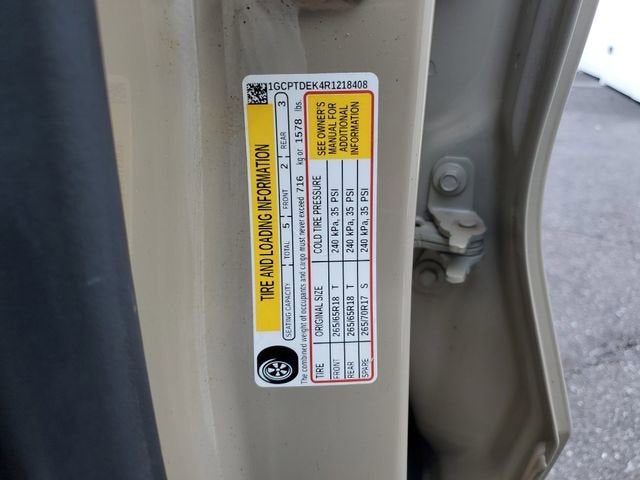 1GCPTDEK4R1218408
TIRE AND LOADING INFORMATION
SEATING CAPACITY TOTAL 5 FRONT 2 REAR 3
The combined weight of occupants and cargo must never exceed 716 kg or 1578 lbs.
TIRE ORIGINAL SIZE COLD TIRE PRESSURE
FRONT 265/65R18 T 240 kPa, 35 PSI
REAR 265/65R18 T 240 kPa, 35 PSI
SPARE 265/70R17 S 240 kPa, 35 PSI
SEE OWNER'S
MANUAL FOR
ADDITIONAL
INFORMATION